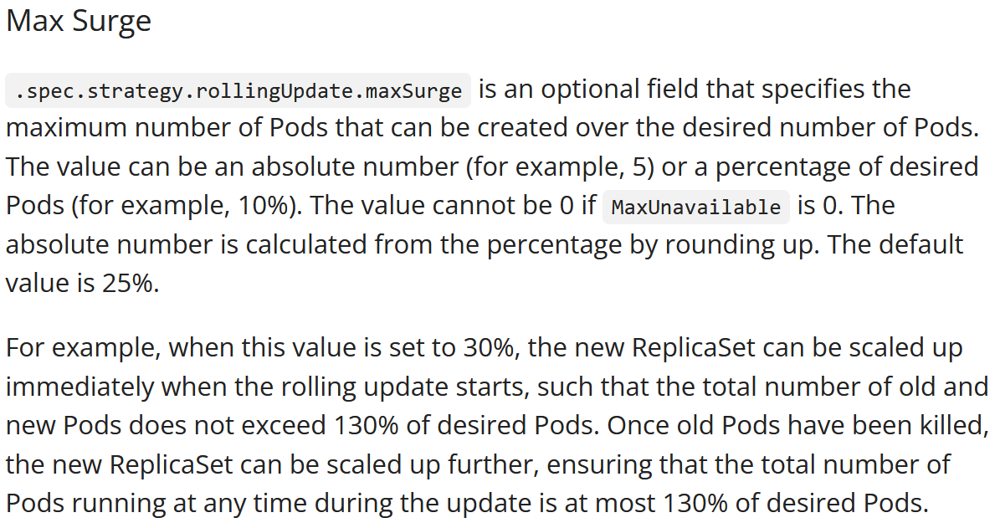 Max Surge
.spec.strategy.rollingUpdate.maxSurge is an optional field that specifies the
maximum number of Pods that can be created over the desired number of Pods.
The value can be an absolute number (for example, 5) or a percentage of desired
Pods (for example, 10%). The value cannot be 0 if MaxUnavailable is 0. The
absolute number is calculated from the percentage by rounding up. The default
value is 25%.
For example, when this value is set to 30%, the new ReplicaSet can be scaled up
immediately when the rolling update starts, such that the total number of old and
new Pods does not exceed 130% of desired Pods. Once old Pods have been killed,
the new ReplicaSet can be scaled up further, ensuring that the total number of
Pods running at any time during the update is at most 130% of desired Pods.